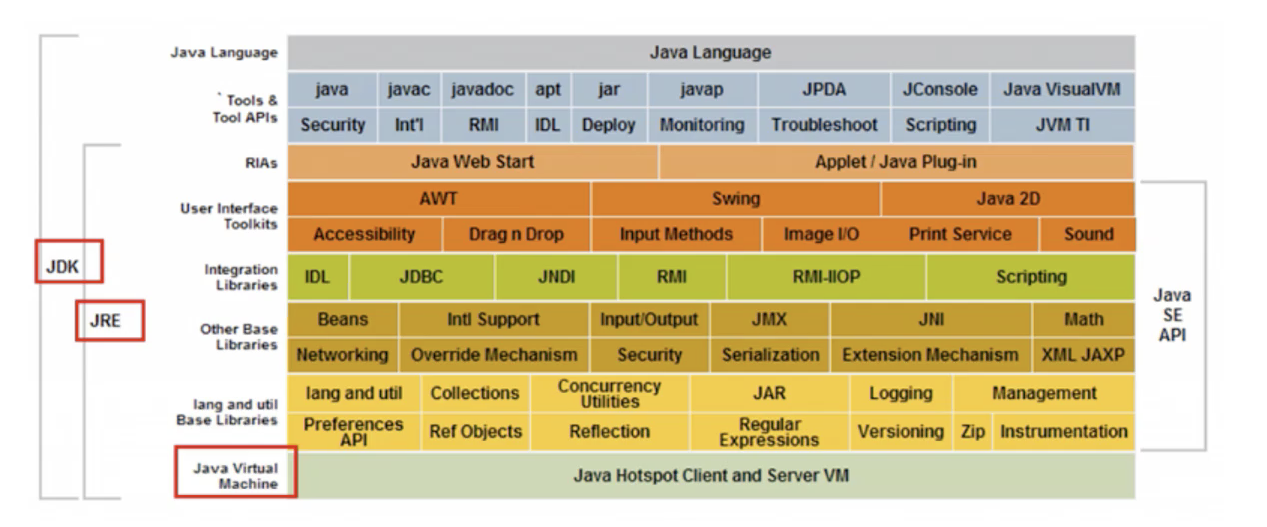 Java Language
Java Language
` Tools &
Tool APIs
java javac javadoc apt jar javap JPDA JConsole Java VisualVM
Security Int'l RMI IDL Deploy Monitoring Troubleshoot Scripting JVM TI
RIAs
Java Web Start Applet / Java Plug-in
User Interface
Toolkits
AWT Swing Java 2D
Accessibility Drag n Drop Input Methods Image I/O Print Service Sound
JDK
Integration
Libraries
IDL JDBC JNDI RMI RMI-IIOP Scripting
Java
SE
API
JRE
Other Base
Libraries
Beans Intl Support Input/Output JMX JNI Math
Networking Override Mechanism Security Serialization Extension Mechanism XML JAXP
lang and util
Base Libraries
lang and util Collections Concurrency
Utilities JAR Logging Management
Preferences
API Ref Objects Reflection Regular
Expressions Versioning Zip Instrumentation
Java Virtual
Machine
Java Hotspot Client and Server VM